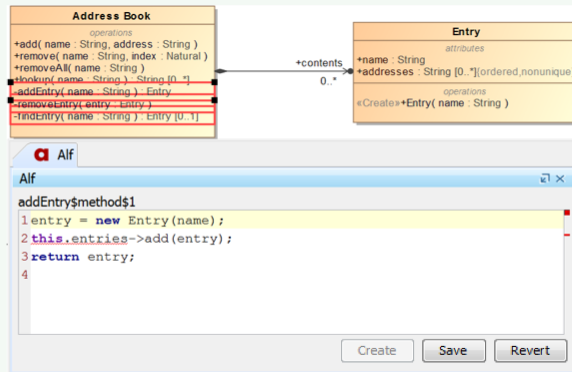 Address Book
operations
+add( name : String, address : String )
+remove( name : String, index : Natural )
+removeAll( name : String )
+lookup( name : String ) : String [0..*]
-addEntry( name : String ) : Entry
-removeEntry( entry : Entry )
-findEntry( name : String ) : Entry [0..1]
+contents
0..*
Entry
attributes
+name : String
+addresses : String [0..*]{ordered,nonunique
operations
«Create»+Entry( name : String )
Alf
Alf
addEntry$method$1
1 entry = new Entry(name);
2 this.entries->add(entry);
3 return entry;
4
Create Save Revert